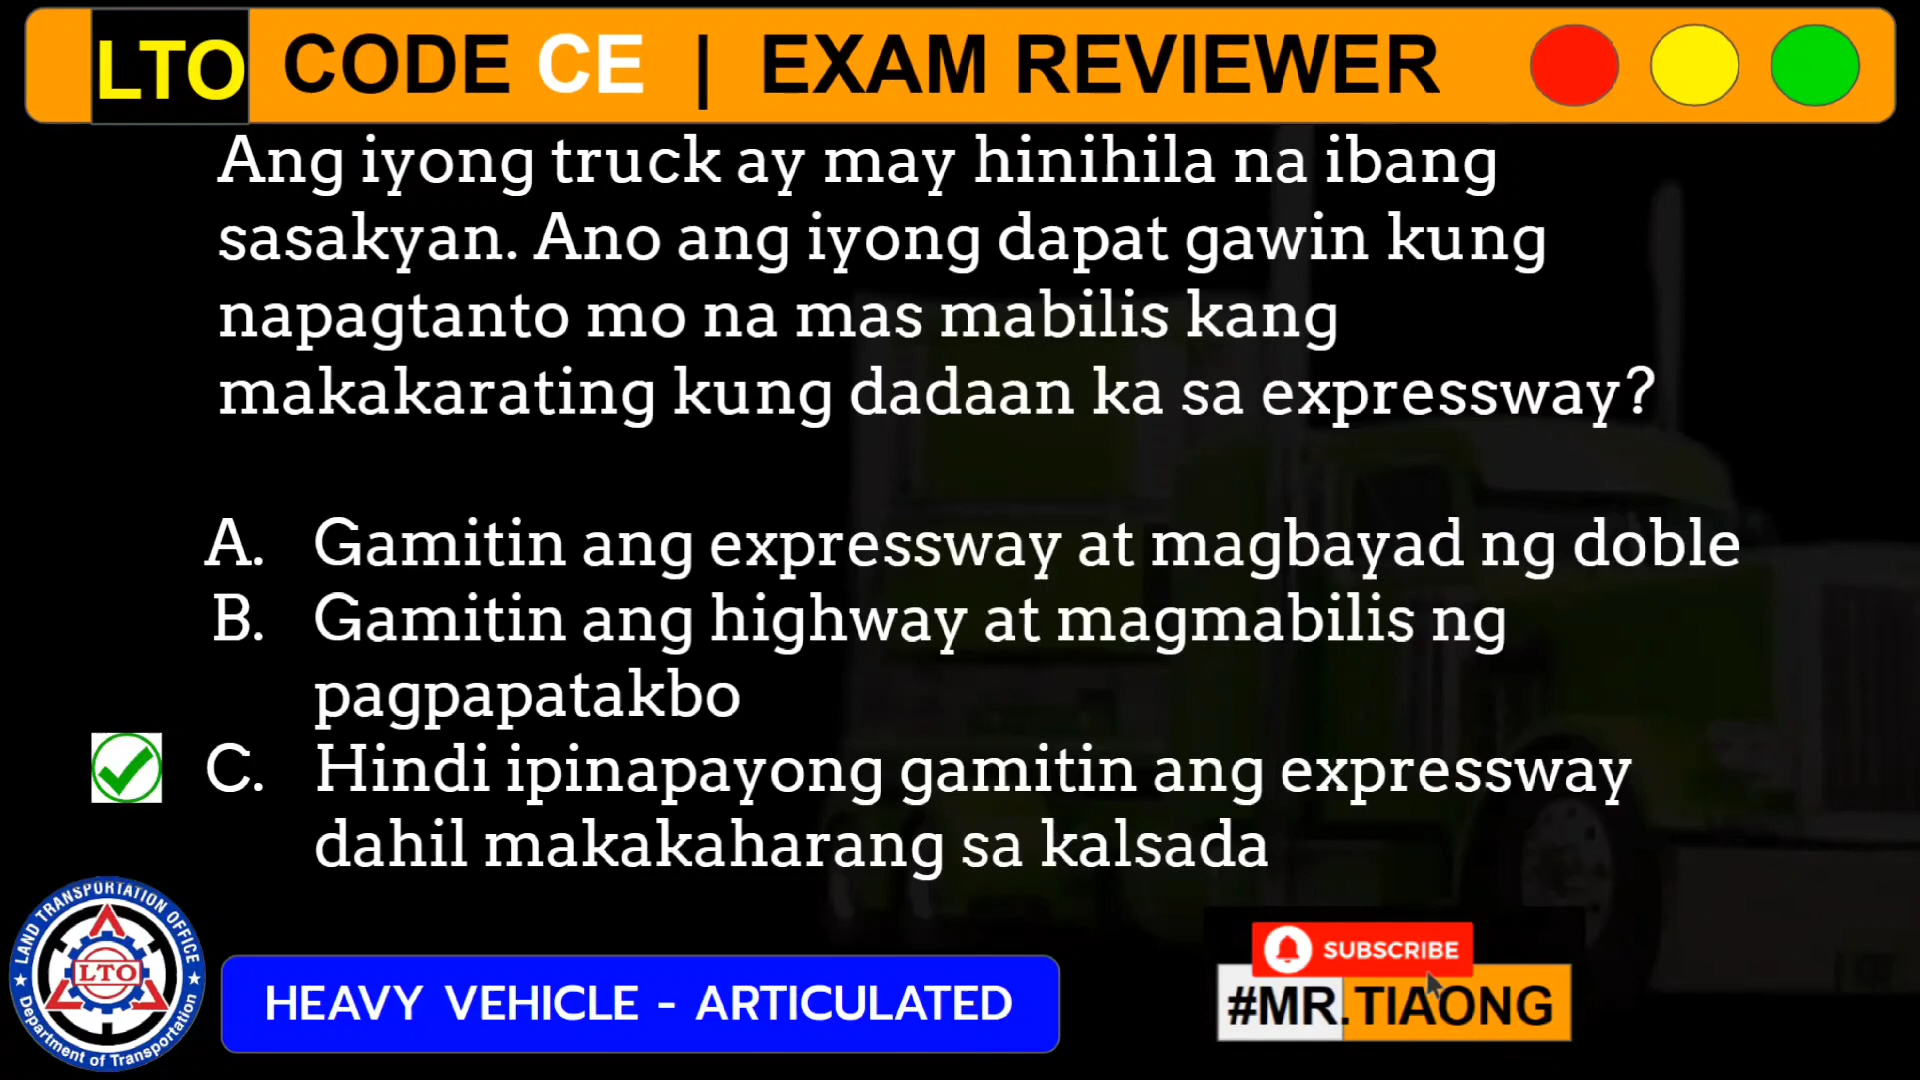 LTO CODE CE | EXAM REVIEWER
Ang iyong truck ay may hinihila na ibang
sasakyan. Ano ang iyong dapat gawin kung
napagtanto mo na mas mabilis kang
makakarating kung dadaan ka sa expressway?
A. Gamitin ang expressway at magbayad ng doble
B. Gamitin ang highway at magmabilis ng
pagpapatakbo
C. Hindi ipinapayong gamitin ang expressway
dahil makakaharang sa kalsada
LAND TRANSPORTATION OFFICE
LTO
Department of Transportation
HEAVY VEHICLE - ARTICULATED
SUBSCRIBE
#MR.TIAONG